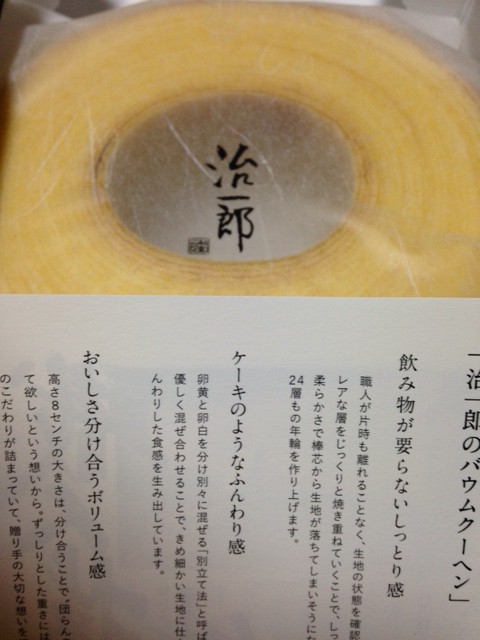 治一郎
「治一郎のバウムクーヘン」
飲み物が要らないしっとり感
職人が片時も離れることなく、生地の状態を確認
レアな層をじっくりと焼き重ねていくことで、しっ
柔らかさで棒芯から生地が落ちてしまいそうに
24層もの年輪を作り上げます。
ケーキのようなふんわり感
卵黄と卵白を分け別々に混ぜる「別立て法」と呼ば
優しく混ぜ合わせることで、きめ細かい生地に仕
んわりした食感を生み出しています。
おいしさ分け合うボリューム感
高さ8センチの大きさは、分け合うことで“団らん
て欲しいという想いから。ずっしりとした重さには
のこだわりが詰まっていて、贈り手の大切な想いを